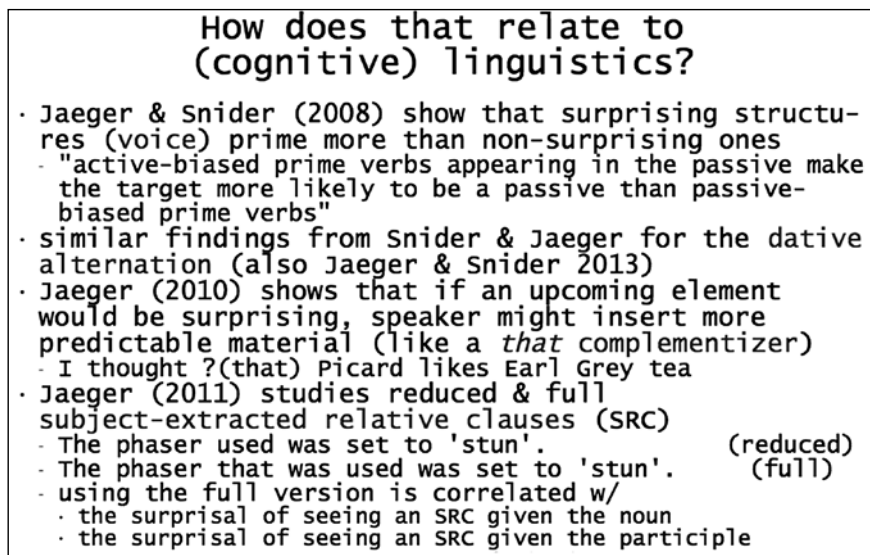 How does that relate to
(cognitive) linguistics?
· Jaeger & Snider (2008) show that surprising structu-
res (voice) prime more than non-surprising ones
- "active-biased prime verbs appearing in the passive make
the target more likely to be a passive than passive-
biased prime verbs"
· similar findings from Snider & Jaeger for the dative
alternation (also Jaeger & Snider 2013)
· Jaeger (2010) shows that if an upcoming element
would be surprising, speaker might insert more
predictable material (like a that complementizer)
- I thought ?(that) Picard likes Earl Grey tea
· Jaeger (2011) studies reduced & full
subject-extracted relative clauses (SRC)
- The phaser used was set to 'stun'. (reduced)
- The phaser that was used was set to 'stun'. (full)
- using the full version is correlated w/
· the surprisal of seeing an SRC given the noun
· the surprisal of seeing an SRC given the participle